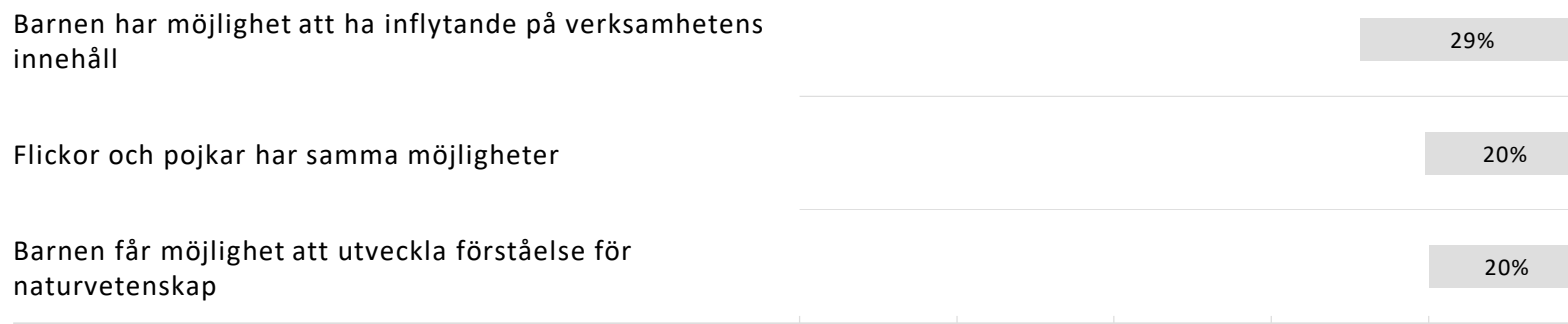 Barnen har möjlighet att ha inflytande på verksamhetens
innehåll
29%
Flickor och pojkar har samma möjligheter
20%
Barnen får möjlighet att utveckla förståelse för
naturvetenskap
20%